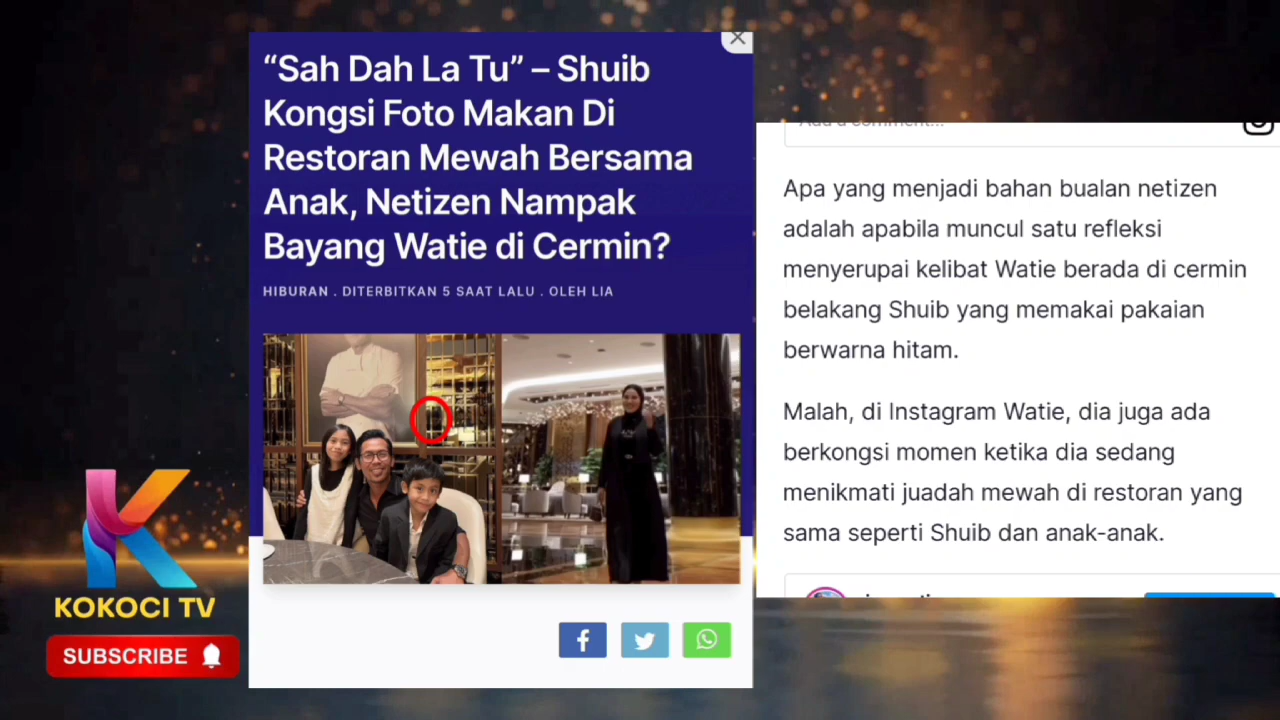 “Sah Dah La Tu” – Shuib
Kongsi Foto Makan Di
Restoran Mewah Bersama
Anak, Netizen Nampak
Bayang Watie di Cermin?
HIBURAN . DITERBITKAN 5 SAAT LALU . OLEH LIA
Add a comment...
Apa yang menjadi bahan bualan netizen
adalah apabila muncul satu refleksi
menyerupai kelibat Watie berada di cermin
belakang Shuib yang memakai pakaian
berwarna hitam.
Malah, di Instagram Watie, dia juga ada
berkongsi momen ketika dia sedang
menikmati juadah mewah di restoran yang
sama seperti Shuib dan anak-anak.
K
KOKOCI TV
SUBSCRIBE